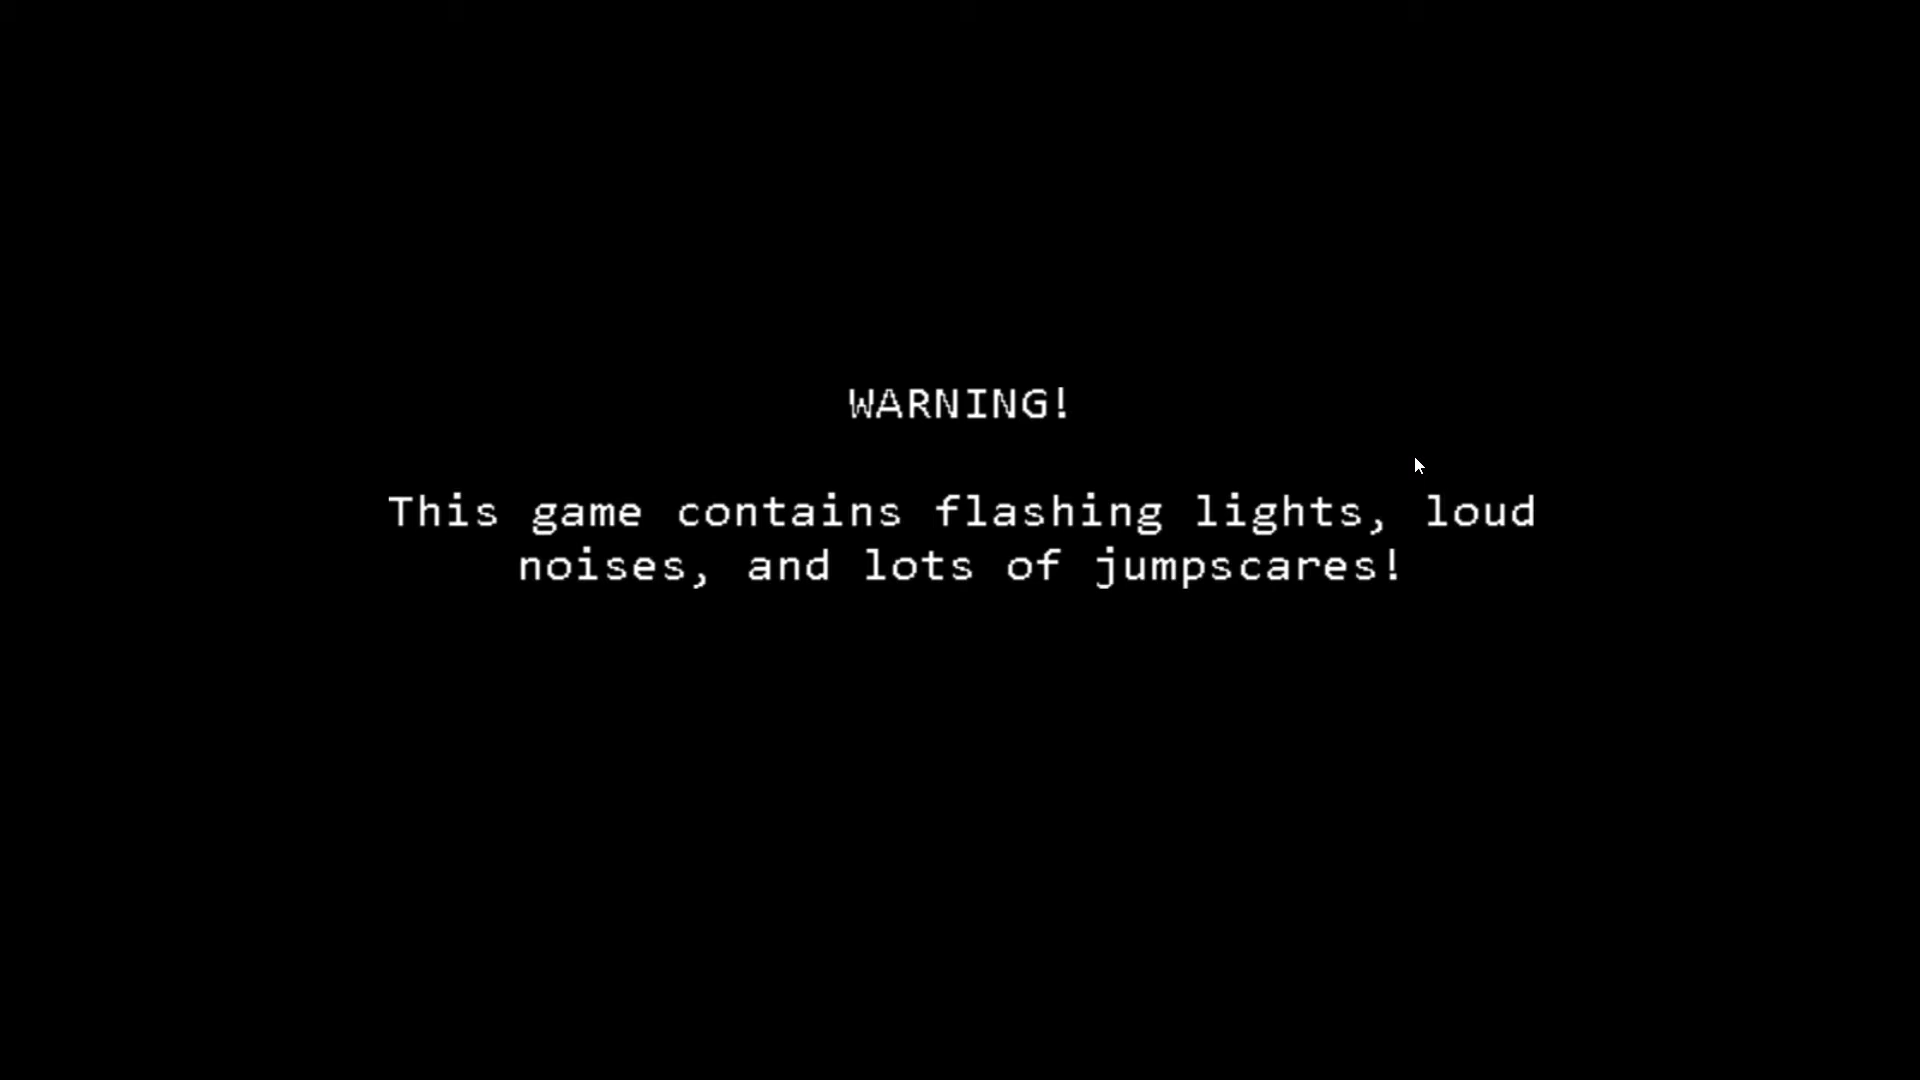 WARNING!
This game contains flashing lights, loud
noises, and lots of jumpscares!